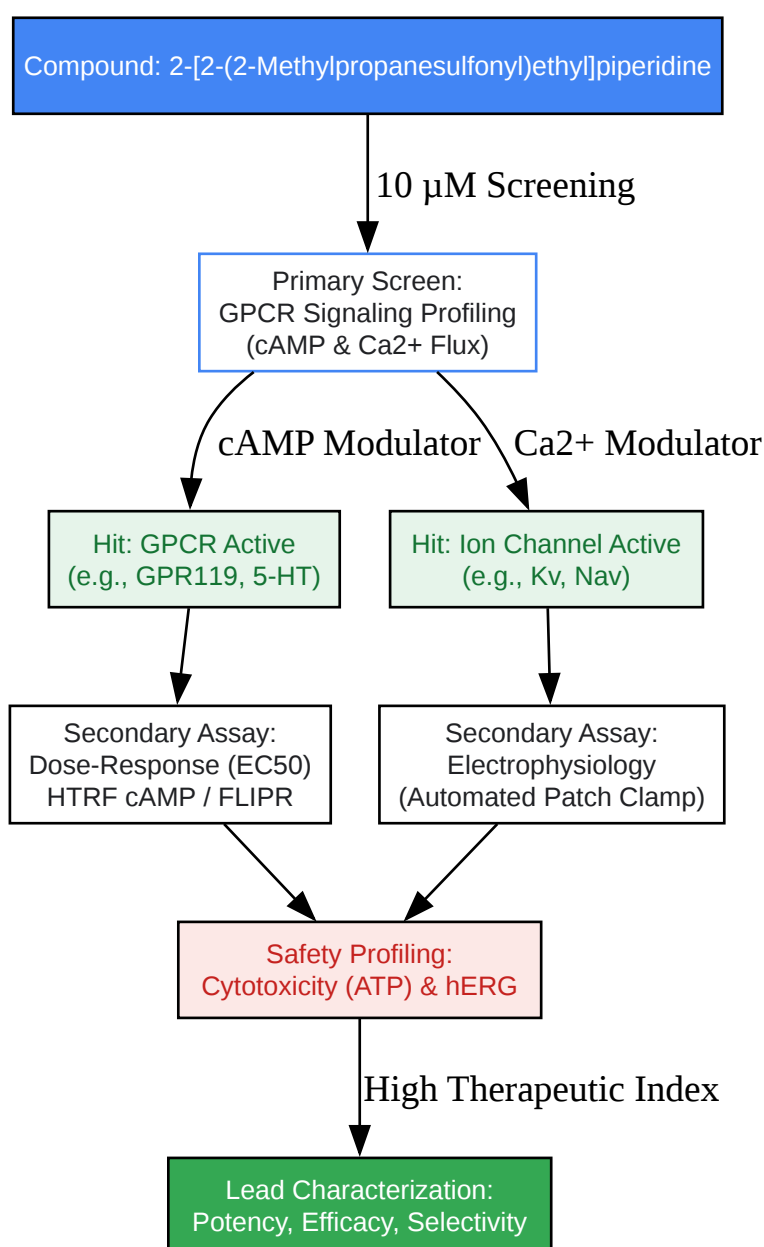 Compound: 2-[2-(2-Methylpropanesulfonyl)ethyl]piperidine
10 µM Screening
Primary Screen:
GPCR Signaling Profiling
(cAMP & Ca2+ Flux)
cAMP Modulator
Ca2+ Modulator
Hit: GPCR Active
(e.g., GPR119, 5-HT)
Hit: Ion Channel Active
(e.g., Kv, Nav)
Secondary Assay:
Dose-Response (EC50)
HTRF cAMP / FLIPR
Secondary Assay:
Electrophysiology
(Automated Patch Clamp)
Safety Profiling:
Cytotoxicity (ATP) & hERG
High Therapeutic Index
Lead Characterization:
Potency, Efficacy, Selectivity